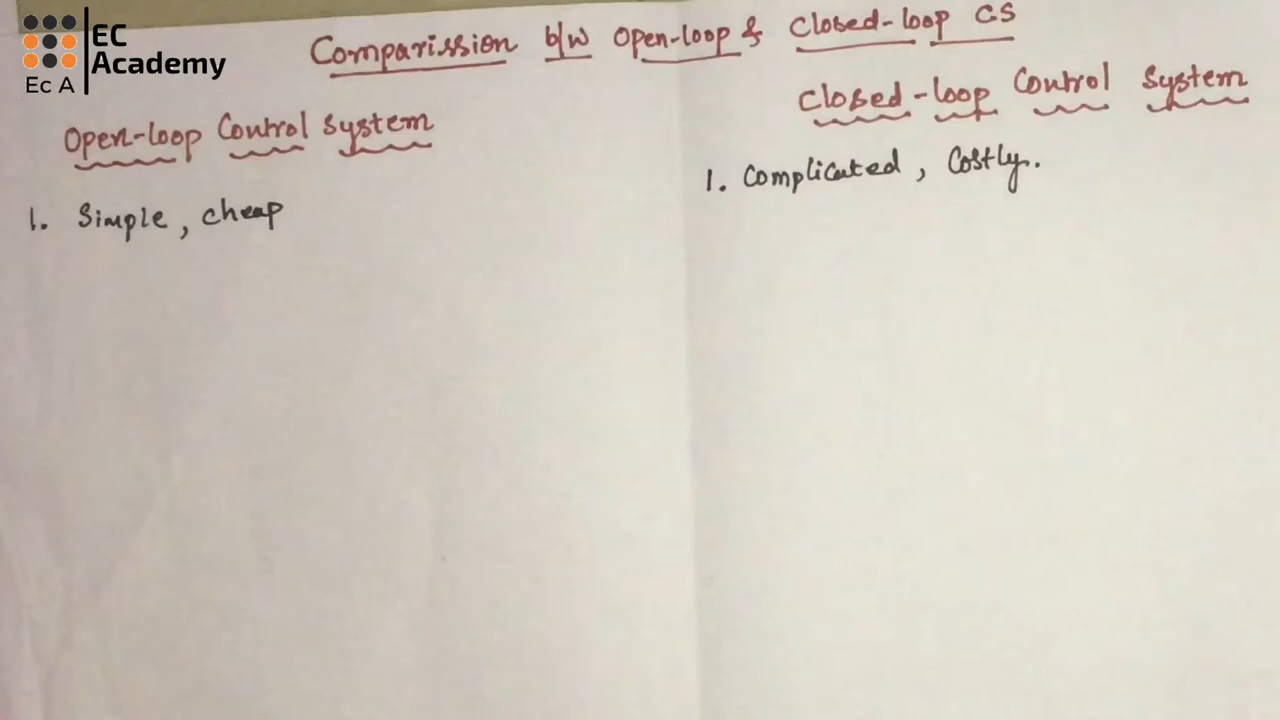 EC
Academy
Ec A
Comparission b/w Open-loop & Closed-loop CS
Open-loop Control System
1. Simple, cheap
Closed-loop Control System
1. Complicated, Costly.